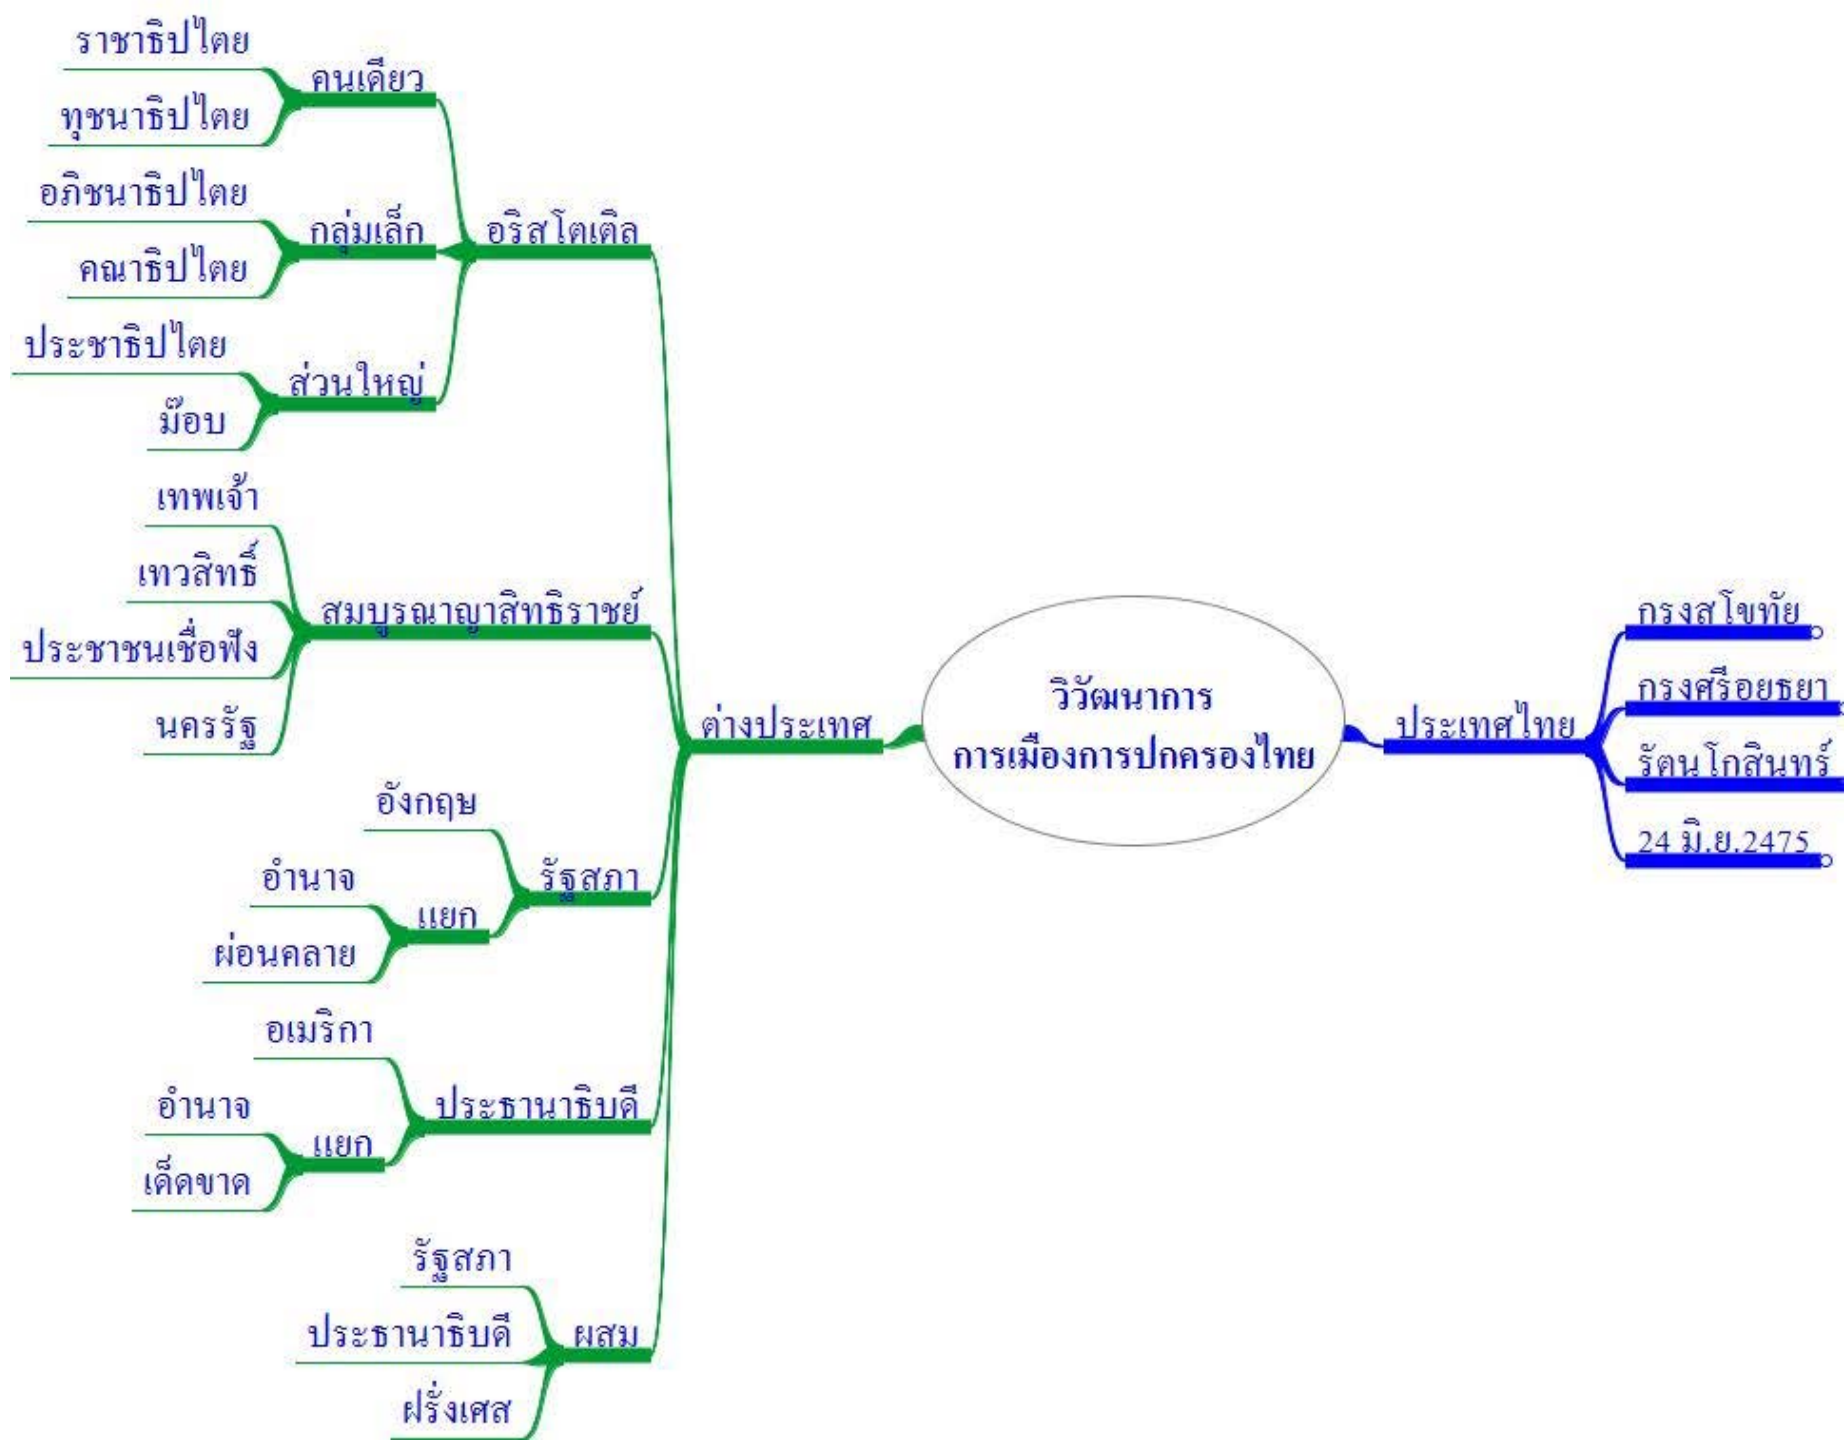 ราชาธิปไตย
คนเดียว
ทุชนาธิปไตย
อภิชนาธิปไตย
กลุ่มเล็ก
อริสโตเติล
คณาธิปไตย
ประชาธิปไตย
ส่วนใหญ่
ม๊อบ
เทพเจ้า
เทวสิทธิ์
สมบูรณาญาสิทธิราชย์
ประชาชนเชื่อฟัง
นครรัฐ
ต่างประเทศ
อังกฤษ
อำนาจ
รัฐสภา
แยก
ผ่อนคลาย
อเมริกา
อำนาจ
ประธานาธิบดี
แยก
เด็ดขาด
รัฐสภา
ประธานาธิบดี
ผสม
ฝรั่งเศส
วิวัฒนาการ
การเมืองการปกครองไทย
ประเทศไทย
กรุงสุโขทัย
กรุงศรีอยุธยา
รัตนโกสินทร์
24 มิ.ย.2475